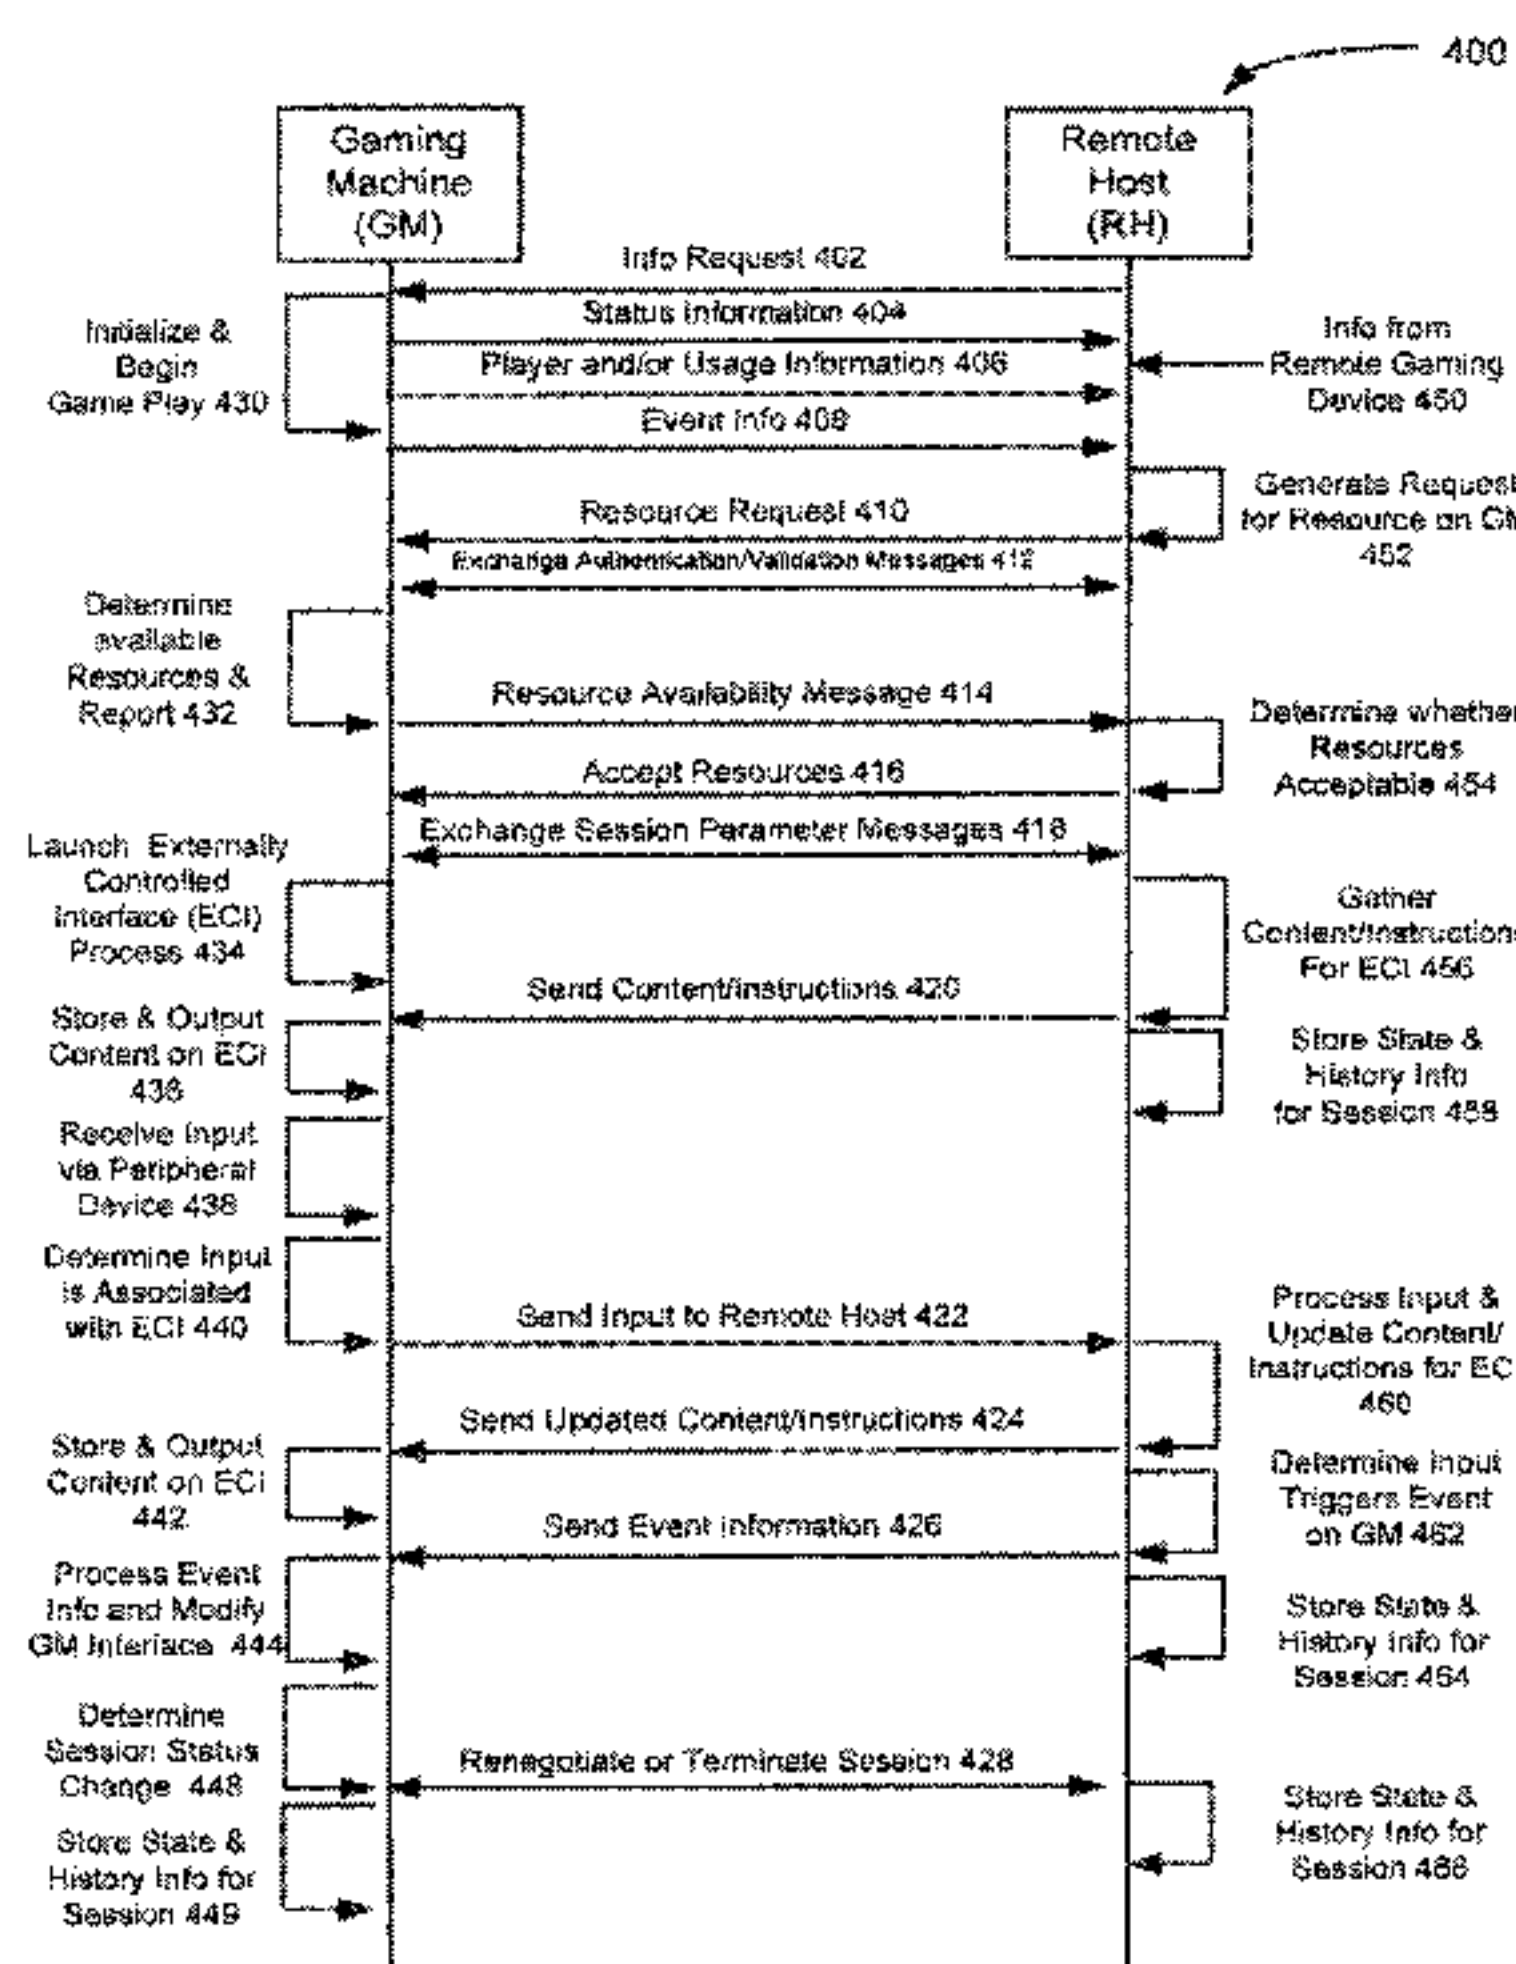 400
Gaming
Machine
(GM)
Remote
Host
(RH)
Info Request 402
Status Information 404
Initialize &
Begin
Game Play 430
Player and/or Usage Information 406
Info from
Remote Gaming
Device 450
Event Info 408
Generate Request
for Resource on GM
452
Resource Request 410
Exchange Authentication/Validation Messages 412
Determine
available
Resources &
Report 432
Resource Availability Message 414
Determine whether
Resources
Acceptable 454
Accept Resources 416
Exchange Session Parameter Messages 418
Launch Externally
Controlled
Interface (ECI)
Process 434
Gather
Content/Instructions
For ECI 456
Send Content/Instructions 420
Store & Output
Content on ECI
436
Store State &
History Info
for Session 458
Receive Input
via Peripheral
Device 438
Determine Input
is Associated
with ECI 440
Send Input to Remote Host 422
Process Input &
Update Content/
Instructions for EC
460
Send Updated Content/Instructions 424
Store & Output
Content on ECI
442
Determine Input
Triggers Event
on GM 462
Send Event Information 426
Process Event
Info and Modify
GM Interface 444
Store State &
History Info for
Session 464
Determine
Session Status
Change 448
Renegotiate or Terminate Session 428
Store State &
History Info for
Session 466
Store State &
History Info for
Session 449